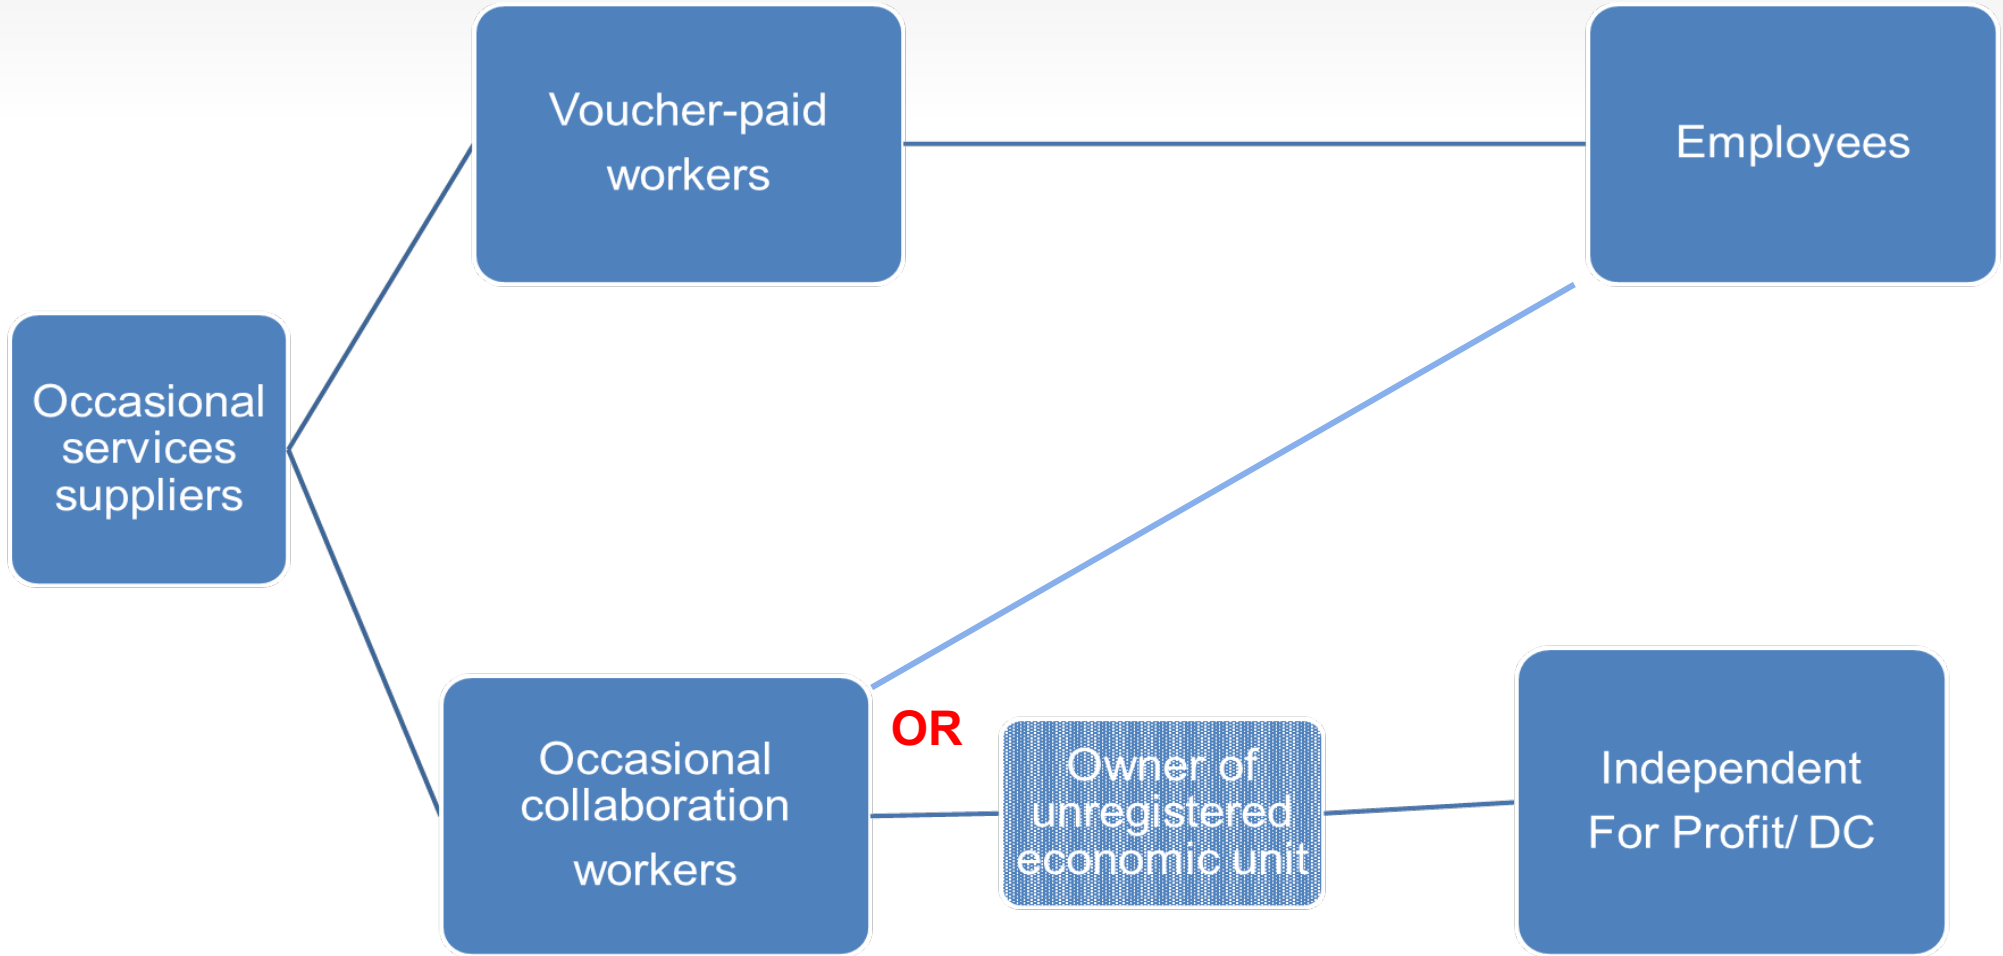 Voucher-paid
workers
Employees
Occasional
services
suppliers
Occasional
collaboration
workers
OR
Owner of
unregistered
economic unit
Independent
For Profit/ DC